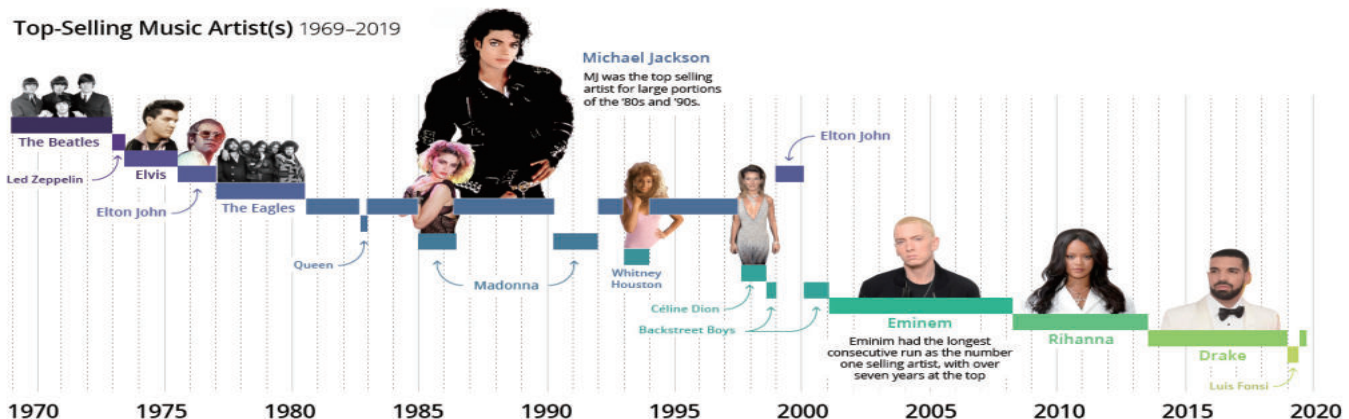 Top-Selling Music Artist(s) 1969–2019
Michael Jackson
MJ was the top selling
artist for large portions
of the '80s and '90s.
The Beatles
Led Zeppelin
Elvis
Elton John
The Eagles
Queen
Madonna
Whitney
Houston
Elton John
Céline Dion
Backstreet Boys
Eminem
Eminim had the longest
consecutive run as the number
one selling artist, with over
seven years at the top
Rihanna
Drake
Luis Fonsi
1970 1975 1980 1985 1990 1995 2000 2005 2010 2015 2020